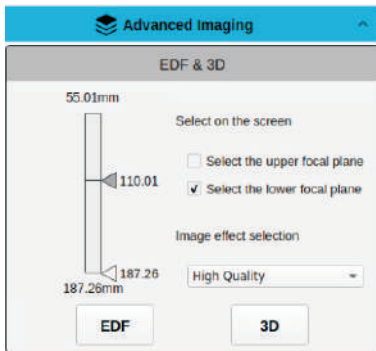 Advanced Imaging
EDF & 3D
55.01mm
Select on the screen
Select the upper focal plane
110.01
Select the lower focal plane
Image effect selection
187.26
187.26mm
High Quality
EDF
3D